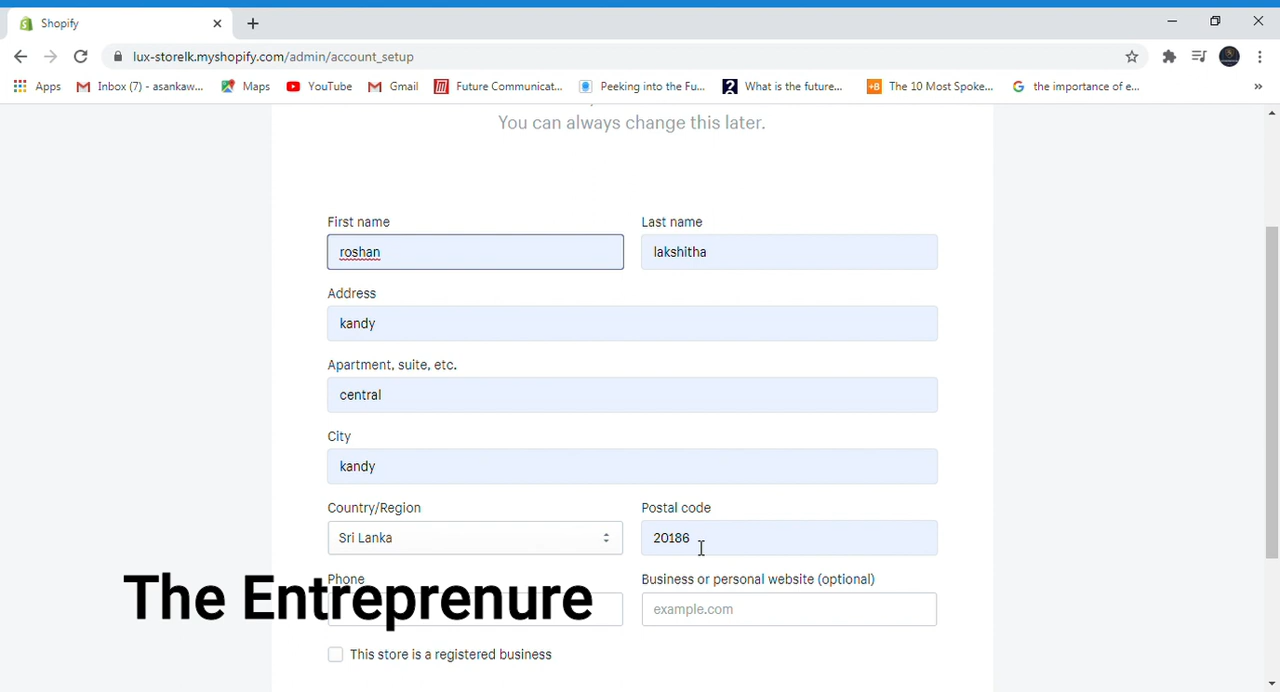 Shopify
lux-storelk.myshopify.com/admin/account_setup
Apps Inbox (7) - asankaw... Maps YouTube Gmail Future Communicat... Peeking into the Fu... What is the future... The 10 Most Spoke... the importance of e...
You can always change this later.
First name Last name
roshan lakshitha
Address
kandy
Apartment, suite, etc.
central
City
kandy
Country/Region Postal code
Sri Lanka 20186
Phone Business or personal website (optional)
The Entreprenure
example.com
This store is a registered business